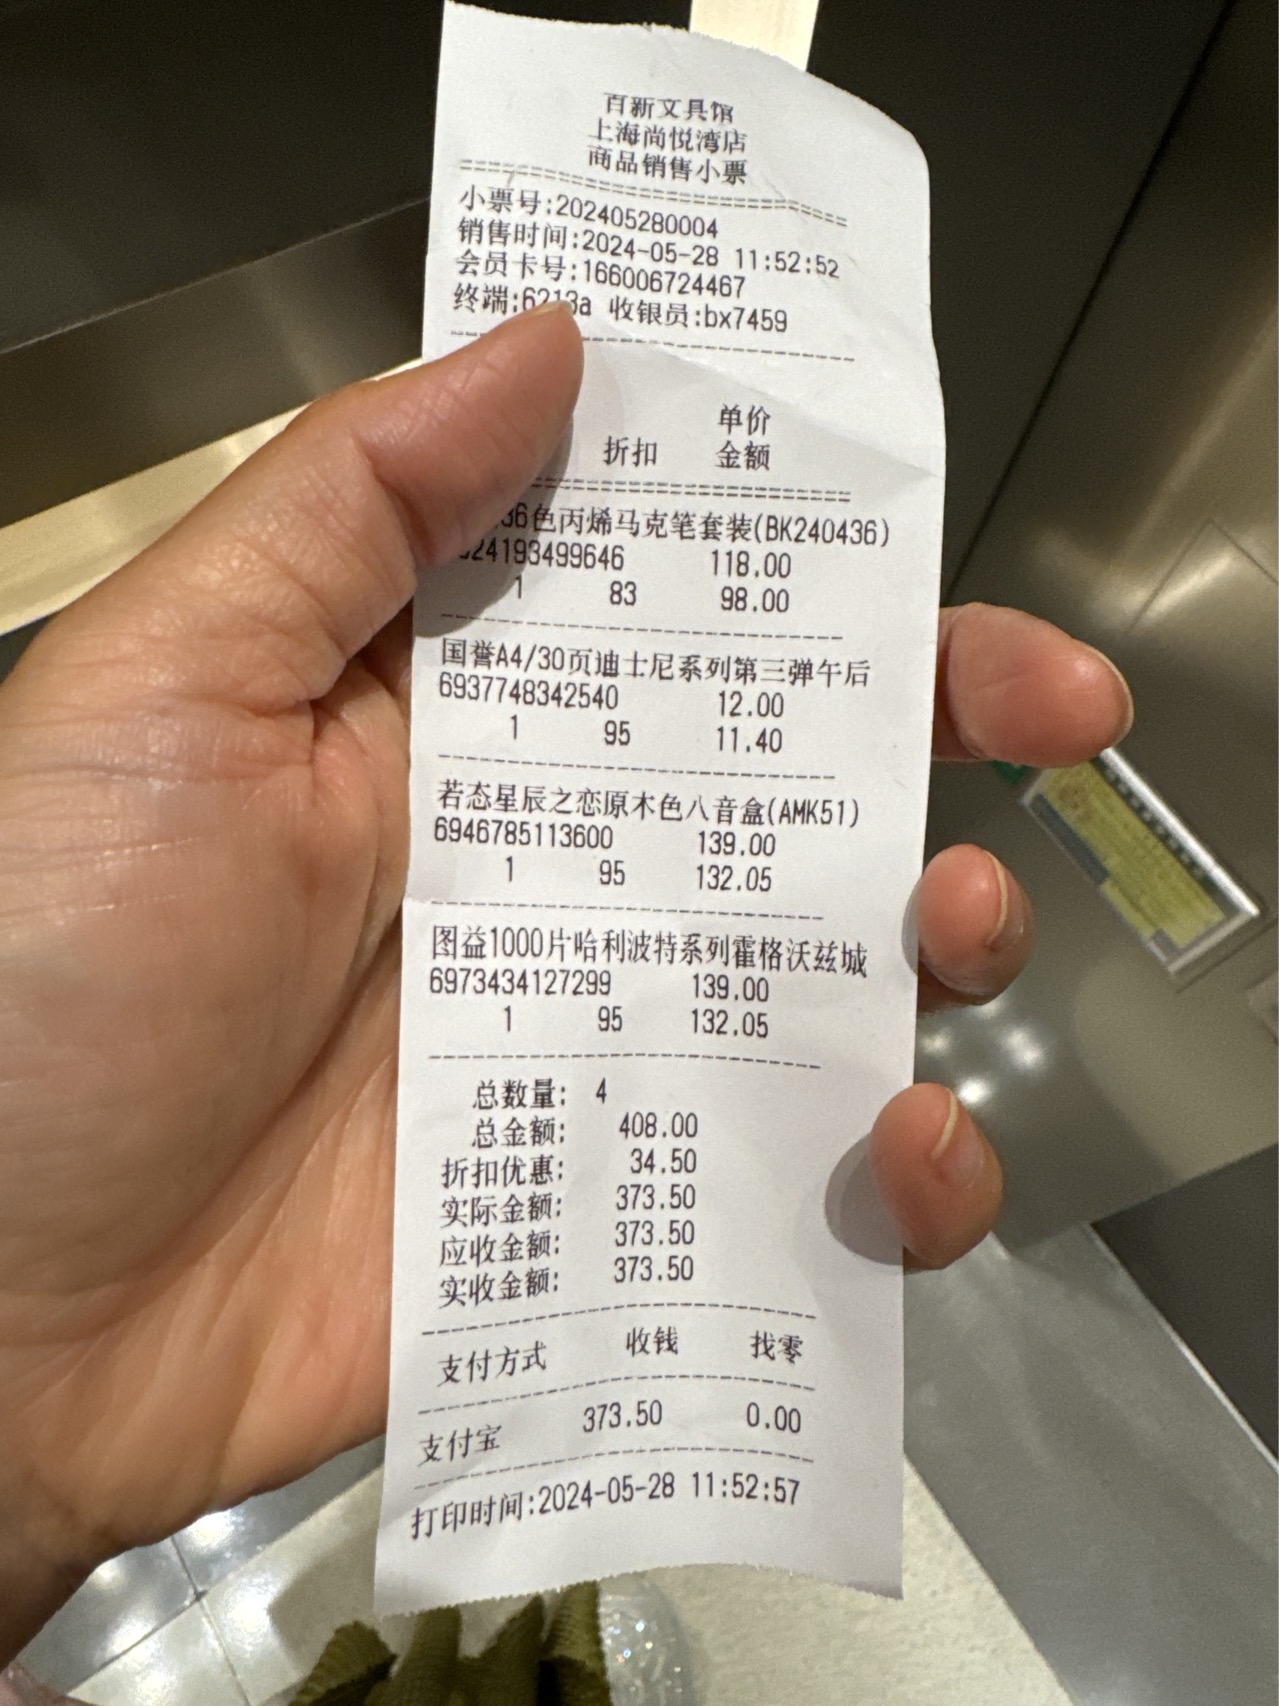 百新文具馆
上海尚悦湾店
商品销售小票
小票号:202405280004
销售时间:2024-05-28 11:52:52
会员卡号:166006724467
终端:6213a 收银员:bx7459
单价
折扣 金额
36色丙烯马克笔套装(BK240436)
24193499646 118.00
1 83 98.00
国誉A4/30页迪士尼系列第三弹午后
6937748342540 12.00
1 95 11.40
若态星辰之恋原木色八音盒(AMK51)
6946785113600 139.00
1 95 132.05
图益1000片哈利波特系列霍格沃兹城
6973434127299 139.00
1 95 132.05
总数量: 4
总金额: 408.00
折扣优惠: 34.50
实际金额: 373.50
应收金额: 373.50
实收金额: 373.50
支付方式 收钱 找零
支付宝 373.50 0.00
打印时间:2024-05-28 11:52:57